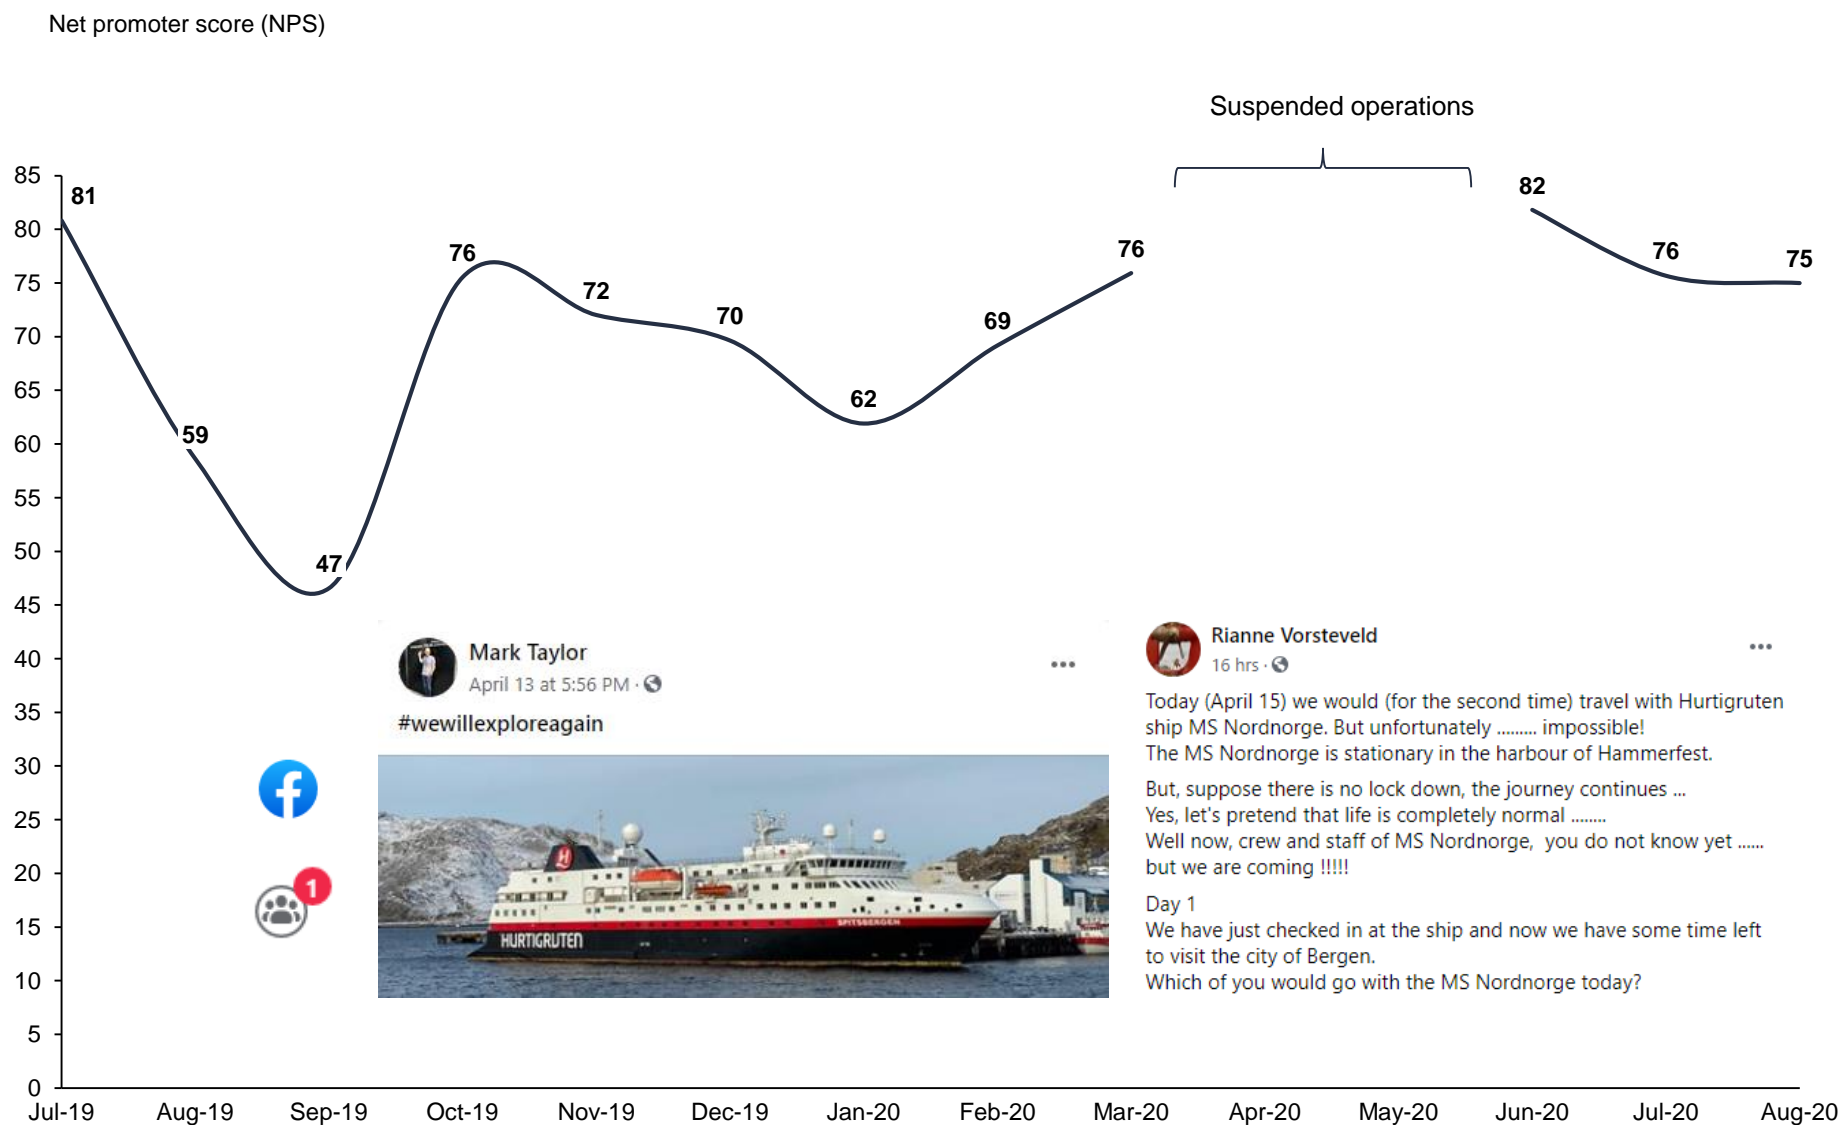 Net promoter score (NPS)
Suspended operations
85
80
75
70
65
60
55
50
45
40
35
30
25
20
15
10
5
0
81
59
47
76
72
70
62
69
76
82
76
75
Mark Taylor
April 13 at 5:56 PM ·
#wewillexploreagain
SPITSBERGEN
HURTIGRUTEN
1
Rianne Vorsteveld
16 hrs ·
Today (April 15) we would (for the second time) travel with Hurtigruten
ship MS Nordnorge. But unfortunately ......... impossible!
The MS Nordnorge is stationary in the harbour of Hammerfest.
But, suppose there is no lock down, the journey continues ...
Yes, let's pretend that life is completely normal ........
Well now, crew and staff of MS Nordnorge,  you do not know yet ......
but we are coming !!!!!
Day 1
We have just checked in at the ship and now we have some time left
to visit the city of Bergen.
Which of you would go with the MS Nordnorge today?
Jul-19 Aug-19 Sep-19 Oct-19 Nov-19 Dec-19 Jan-20 Feb-20 Mar-20 Apr-20 May-20 Jun-20 Jul-20 Aug-20